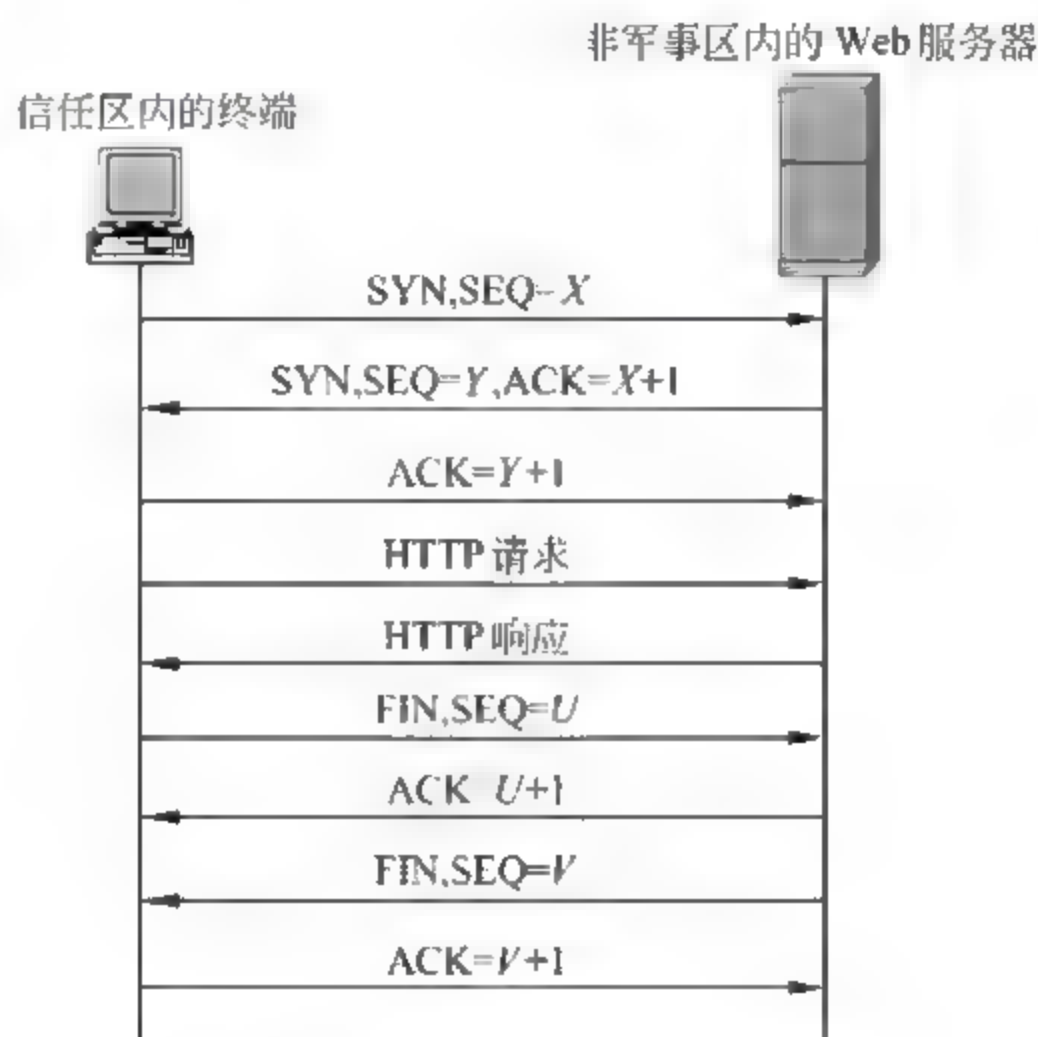 非军事区内的 Web 服务器
信任区内的终端
SYN,SEQ=X
SYN,SEQ=Y,ACK=X+1
ACK=Y+1
HTTP 请求
HTTP 响应
FIN,SEQ=U
ACK=U+1
FIN,SEQ=V
ACK=V+1